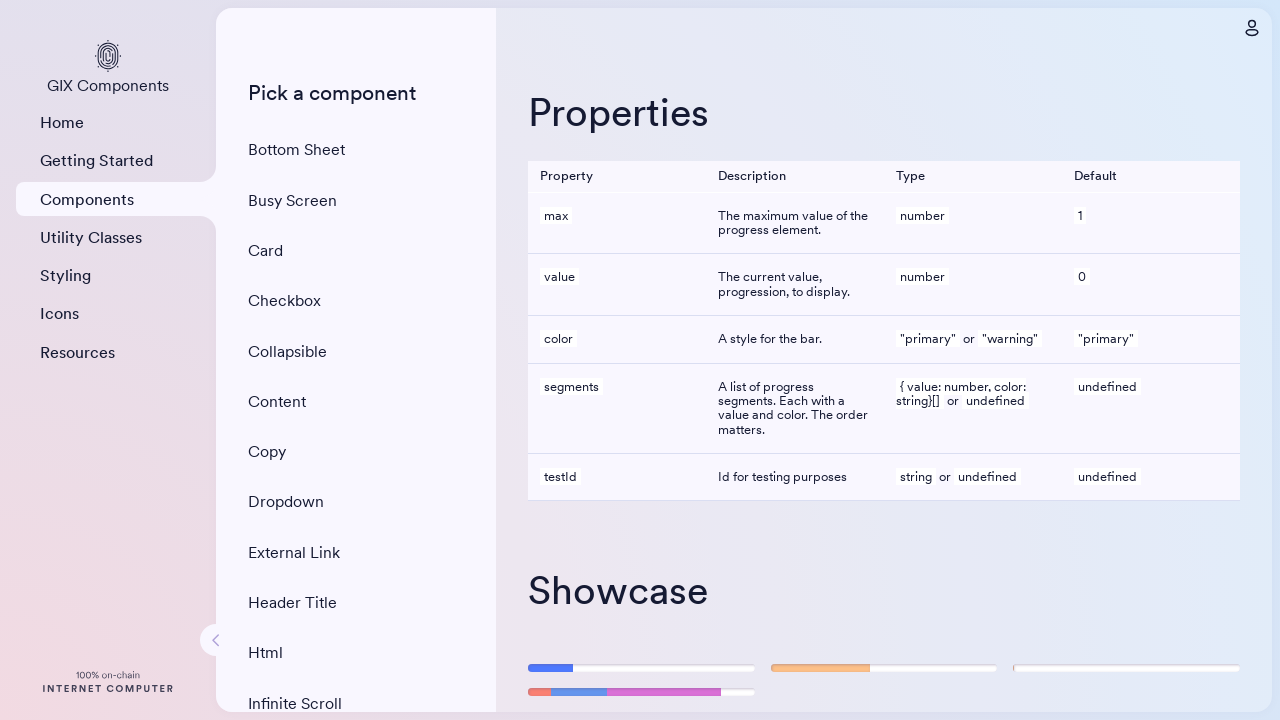 GIX Components
Home
Getting Started
Components
Utility Classes
Styling
Icons
Resources
100% on-chain
INTERNET COMPUTER
Pick a component
Bottom Sheet
Busy Screen
Card
Checkbox
Collapsible
Content
Copy
Dropdown
External Link
Header Title
Html
Infinite Scroll
Properties
Property Description Type Default
max The maximum value of the number 1
progress element.
value The current value, number 0
progression, to display.
color A style for the bar. "primary" or "warning" "primary"
segments A list of progress { value: number, color: undefined
segments. Each with a string}[] or undefined
value and color. The order
matters.
testId Id for testing purposes string or undefined undefined
Showcase